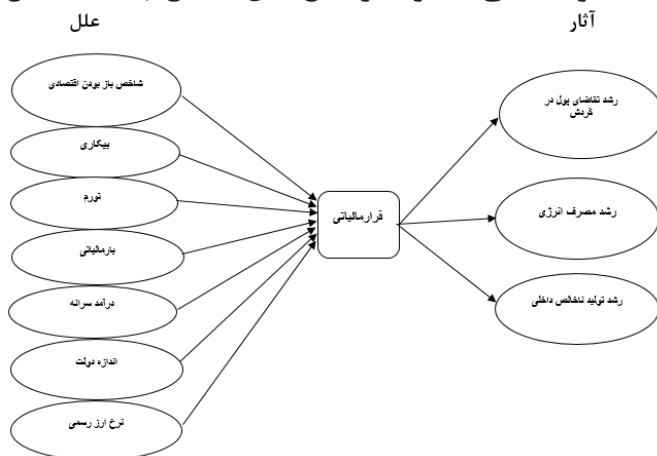 علل
آثار
شاخص باز بودن اقتصادی
بیکاری
تورم
بارمالیاتی
درآمد سرانه
اندازه دولت
نرخ ارز رسمی
فرارمالیاتی
رشد تقاضای پول در
گردش
رشد مصرف انرژی
رشد تولید ناخالص داخلی